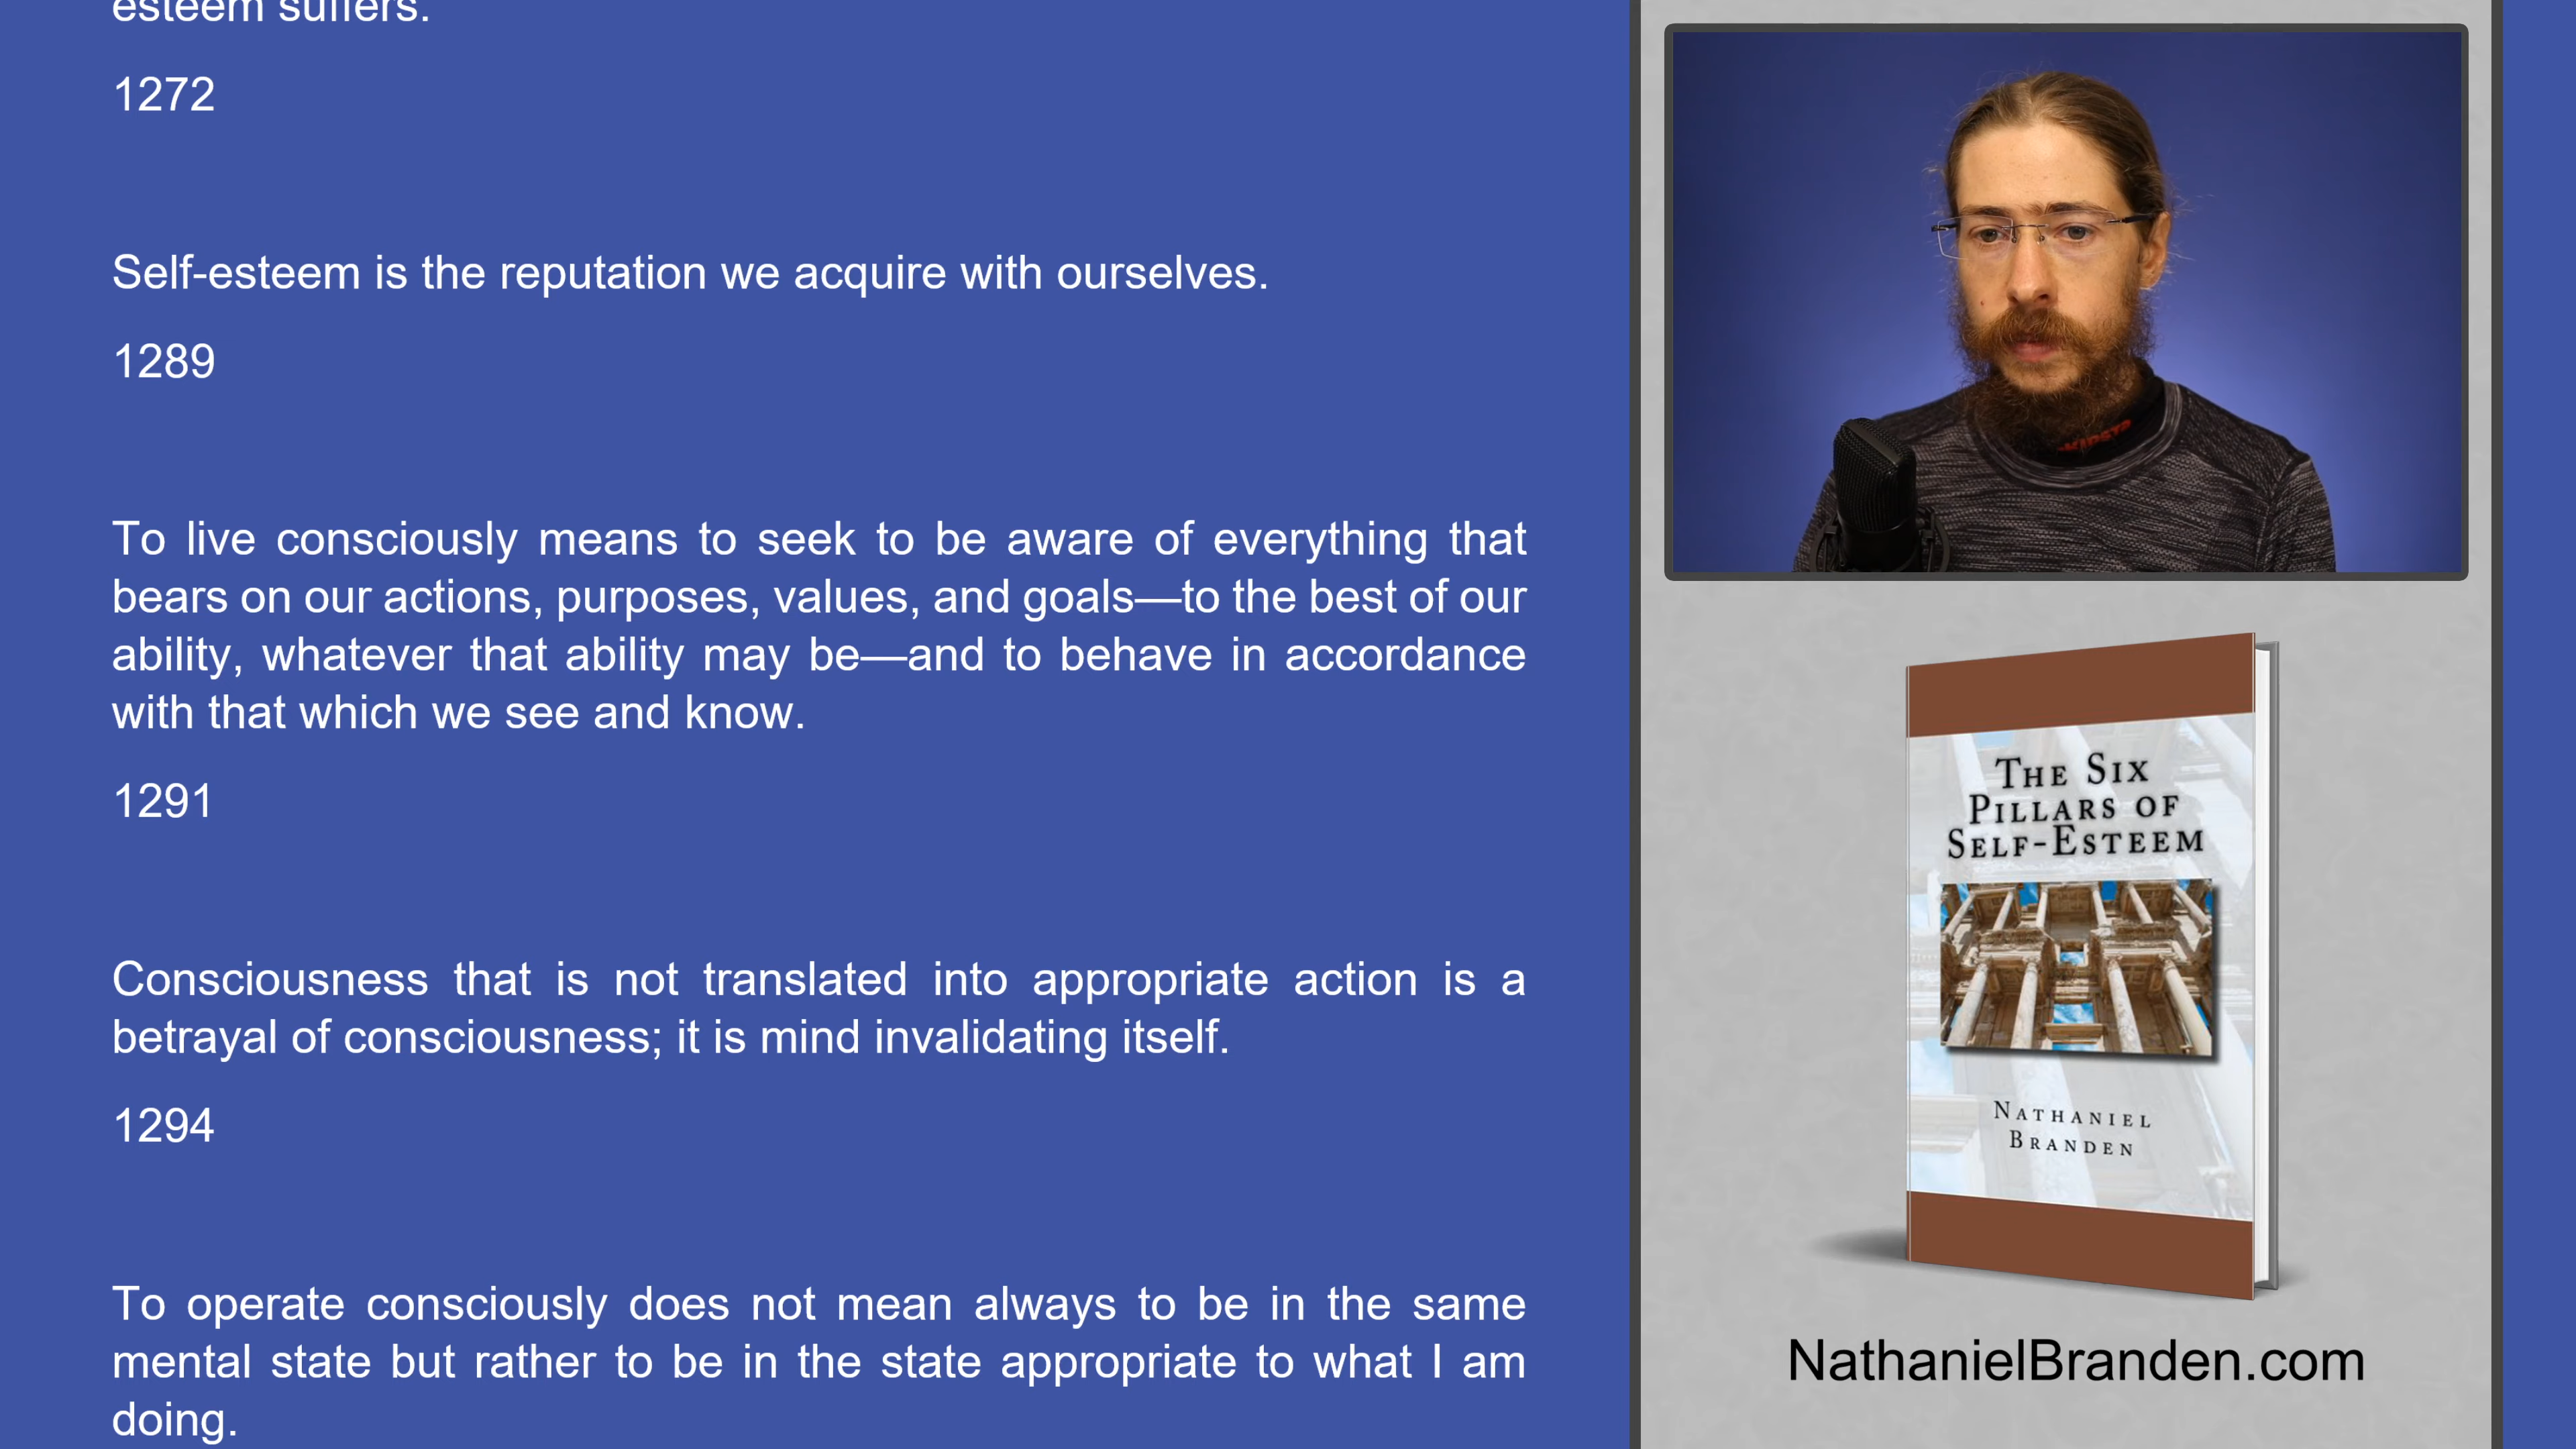 esteem suffers.
1272
Self-esteem is the reputation we acquire with ourselves.
1289
To live consciously means to seek to be aware of everything that
bears on our actions, purposes, values, and goals—to the best of our
ability, whatever that ability may be—and to behave in accordance
with that which we see and know.
1291
Consciousness that is not translated into appropriate action is a
betrayal of consciousness; it is mind invalidating itself.
1294
To operate consciously does not mean always to be in the same
mental state but rather to be in the state appropriate to what I am
doing.
KIPSTA
THE SIX
PILLARS OF
SELF-ESTEEM
NATHANIEL
BRANDEN
NathanielBranden.com